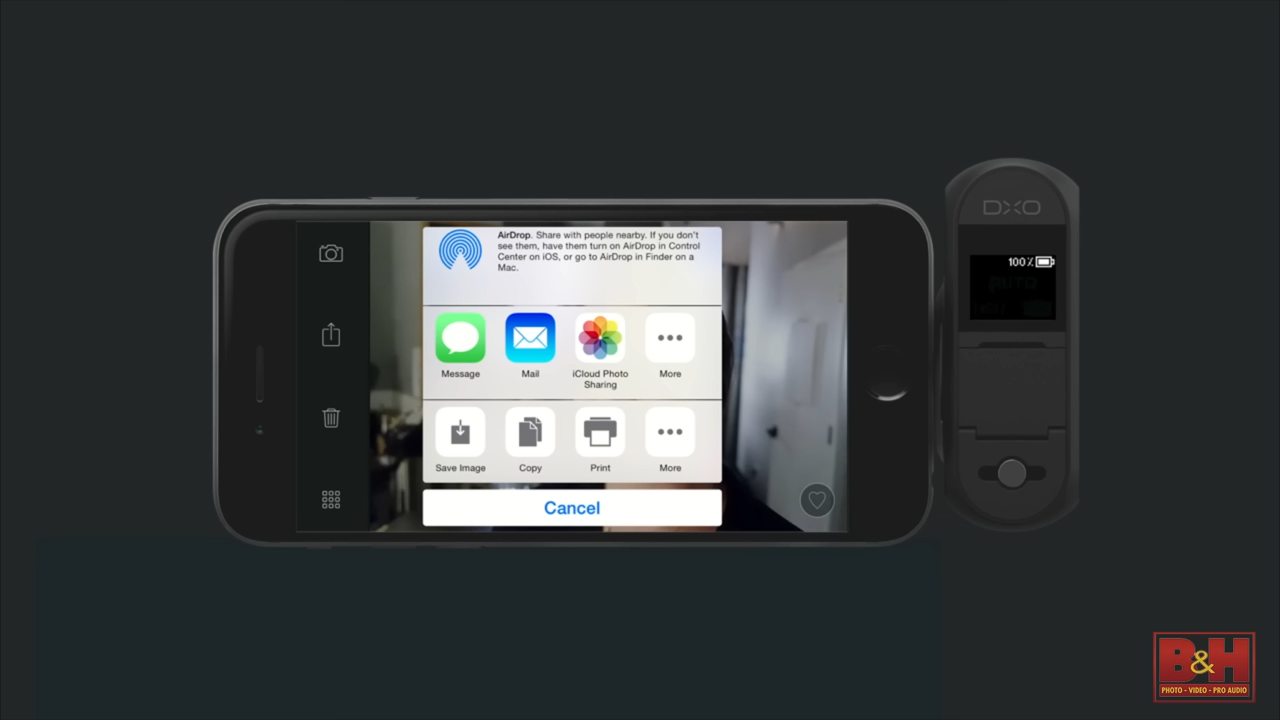 DXO
100%
AirDrop. Share with people nearby. If you don't
see them, have them turn on AirDrop in Control
Center on iOS, or go to AirDrop in Finder on a
Mac.
Message
Mail
iCloud Photo
Sharing
More
Save Image
Copy
Print
More
Cancel
B&H
PHOTO - VIDEO - PRO AUDIO